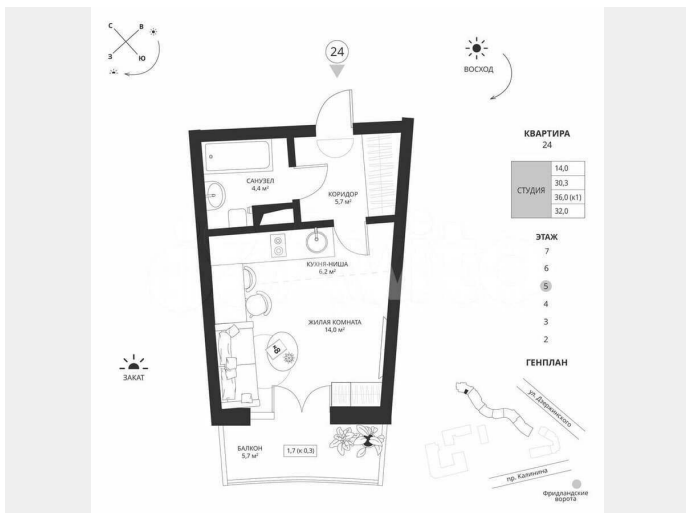 С
В
З
Ю
24
ВОСХОД
КВАРТИРА
24
СТУДИЯ
14,0
30,3
36,0 (к1)
32,0
ЭТАЖ
7
6
5
4
3
2
САНУЗЕЛ
4,4 м²
КОРИДОР
5,7 м²
КУХНЯ-НИША
6.2 м²
ЖИЛАЯ КОМНАТА
14,0 м²
ЗАКАТ
БАЛКОН
5,7 м²
1,7 (к 0,3)
ГЕНПЛАН
ул. Дзержинского
пр. Калинина
Фридландские
ворота